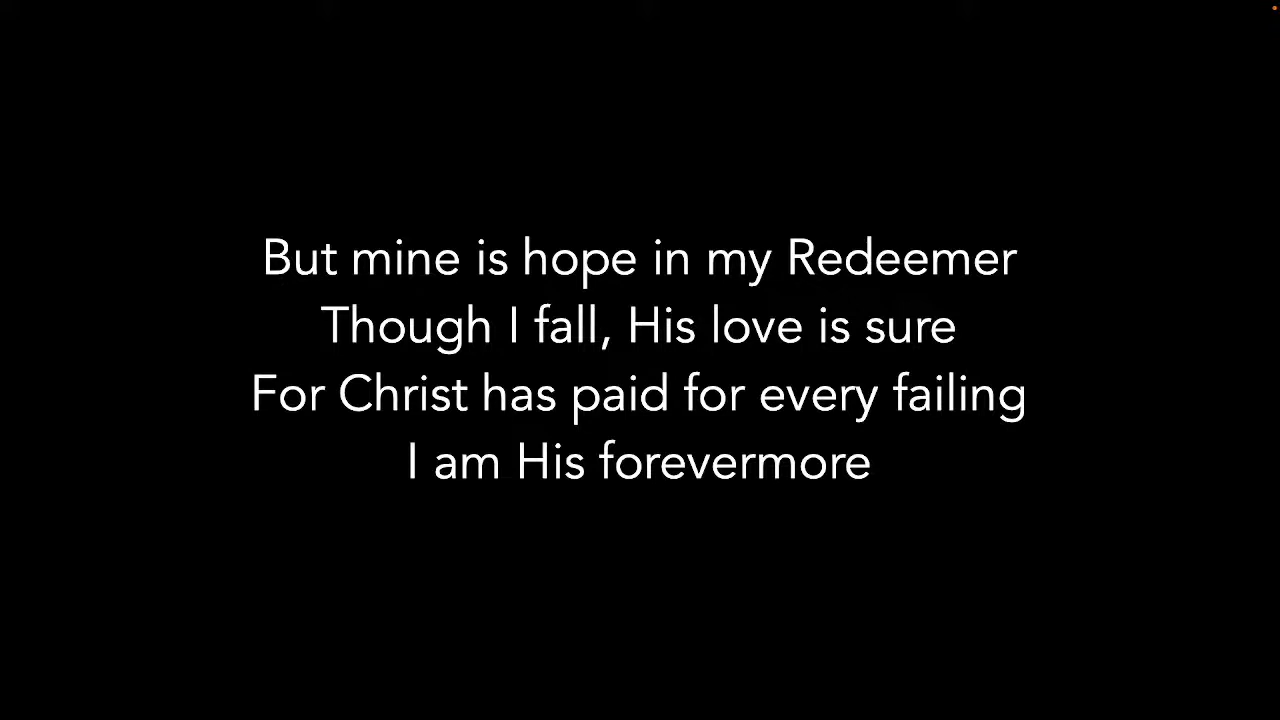 But mine is hope in my Redeemer
Though I fall, His love is sure
For Christ has paid for every failing
I am His forevermore